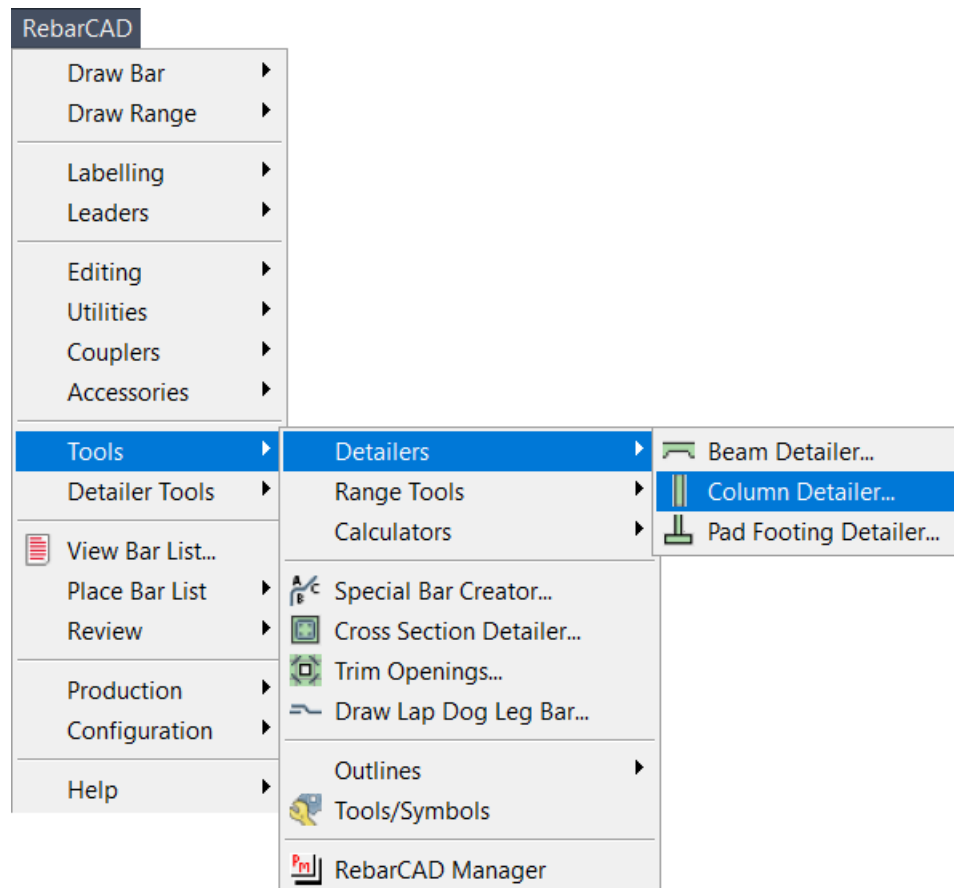 RebarCAD
Draw Bar
Draw Range
Labelling
Leaders
Editing
Utilities
Couplers
Accessories
Tools
Detailer Tools
View Bar List...
Place Bar List
Review
Production
Configuration
Help
Detailers
Range Tools
Calculators
A C
B
Special Bar Creator...
Cross Section Detailer...
Trim Openings...
Draw Lap Dog Leg Bar...
Outlines
Tools/Symbols
PM
RebarCAD Manager
Beam Detailer...
Column Detailer...
Pad Footing Detailer...